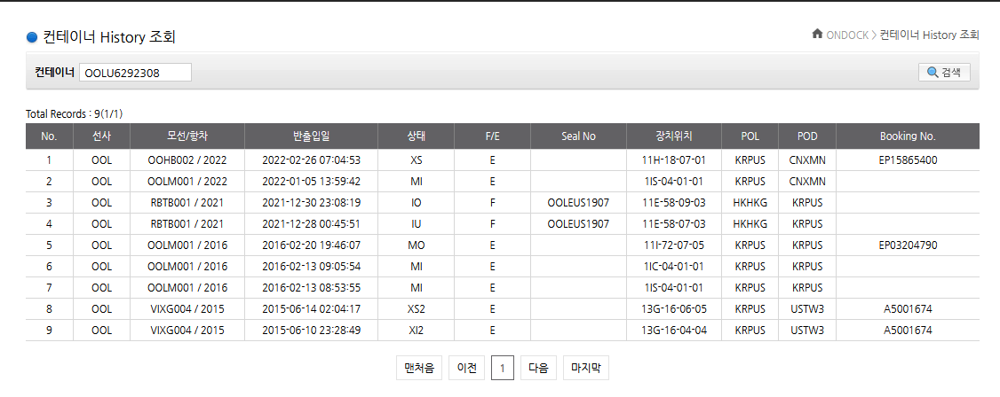 컨테이너 History 조회
ONDOCK > 컨테이너 History 조회
컨테이너 OOLU6292308 검색
Total Records : 9(1/1)
No. 선사 모선/항차 반출입일 상태 F/E Seal No 장치위치 POL POD Booking No.
1 OOL OOHB002 / 2022 2022-02-26 07:04:53 XS E 11H-18-07-01 KRPUS CNXMN EP15865400
2 OOL OOLM001 / 2022 2022-01-05 13:59:42 MI E 1IS-04-01-01 KRPUS CNXMN
3 OOL RBTB001 / 2021 2021-12-30 23:08:19 IO F OOLEUS1907 11E-58-09-03 HKHKG KRPUS
4 OOL RBTB001 / 2021 2021-12-28 00:45:51 IU F OOLEUS1907 11E-58-07-03 HKHKG KRPUS
5 OOL OOLM001 / 2016 2016-02-20 19:46:07 MO E 11I-72-07-05 KRPUS KRPUS EP03204790
6 OOL OOLM001 / 2016 2016-02-13 09:05:54 MI E 1IC-04-01-01 KRPUS KRPUS
7 OOL OOLM001 / 2016 2016-02-13 08:53:55 MI E 1IS-04-01-01 KRPUS KRPUS
8 OOL VIXG004 / 2015 2015-06-14 02:04:17 XS2 E 13G-16-06-05 KRPUS USTW3 A5001674
9 OOL VIXG004 / 2015 2015-06-10 23:28:49 XI2 E 13G-16-04-04 KRPUS USTW3 A5001674
맨처음 이전 1 다음 마지막